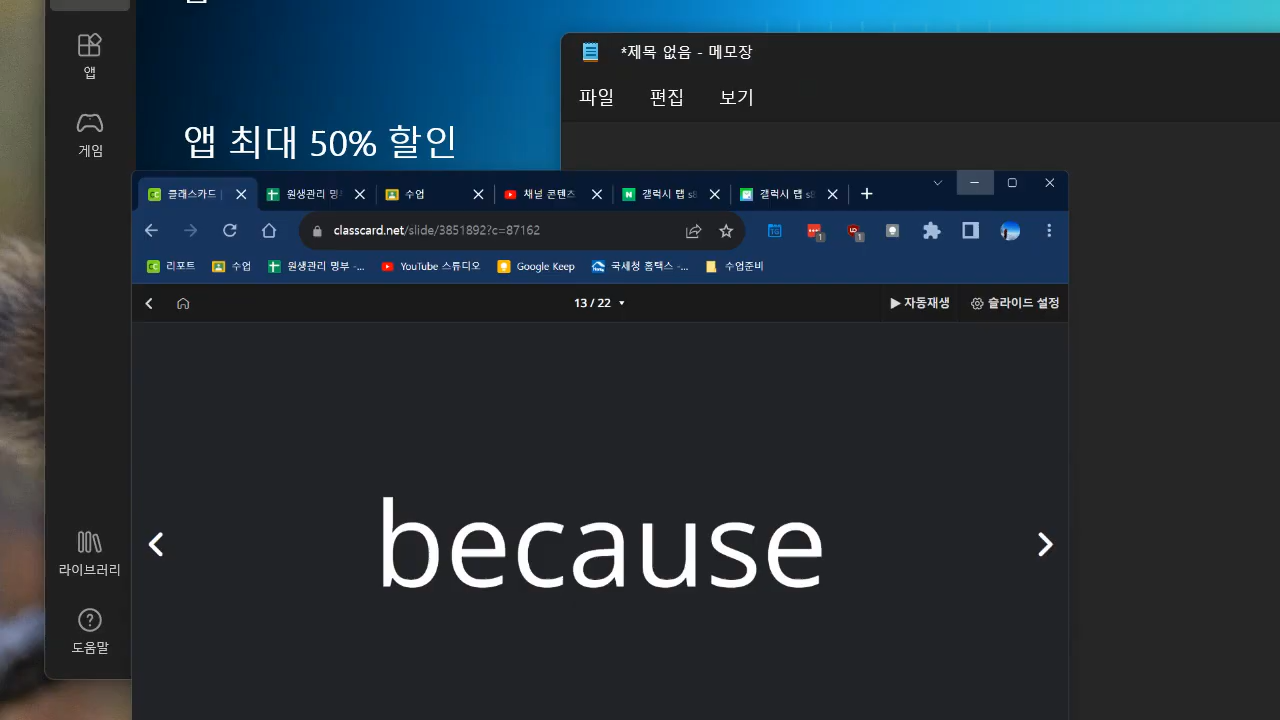 앱
게임
앱 최대 50% 할인
라이브러리
도움말
*제목 없음 - 메모장
파일 편집 보기
클래스카드 원생관리 명 수업 채널 콘텐츠 갤럭시 탭 s8 갤럭시 탭 s8
classcard.net/slide/3851892?c=87162
리포트 수업 원생관리 명부 -... YouTube 스튜디오 Google Keep 국세청 홈택스 -... 수업준비
13 / 22 자동재생 슬라이드 설정
because